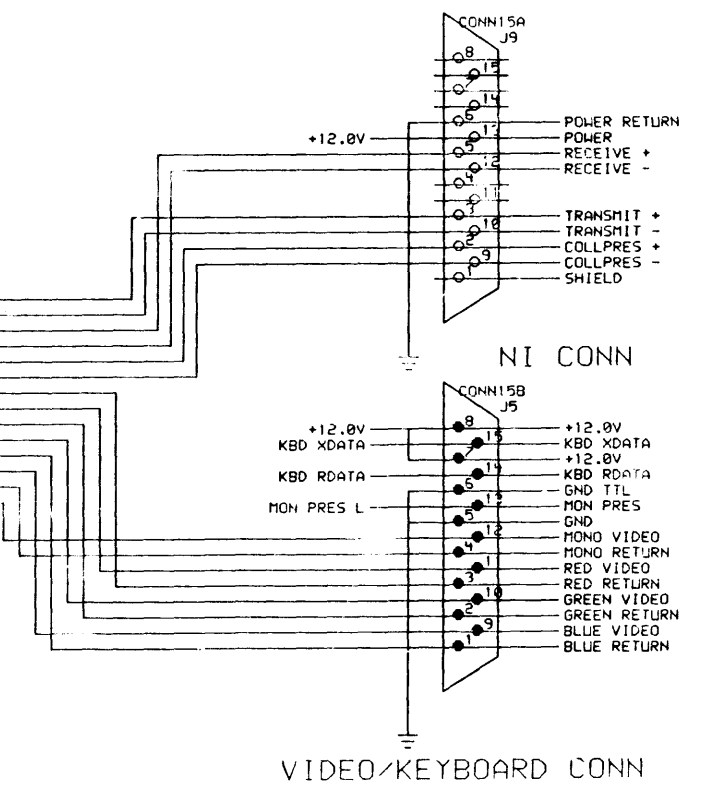 CONN15A
J9
8
15
14
6
POWER RETURN
+12.0V
13
POWER
5
RECEIVE +
12
RECEIVE -
4
11
3
TRANSMIT +
10
TRANSMIT -
2
COLLPRES +
9
COLLPRES -
1
SHIELD
NI CONN
CONN15B
J5
+12.0V
8
+12.0V
KBD XDATA
15
KBD XDATA
+12.0V
KBD RDATA
14
KBD RDATA
6
GND TTL
MON PRES L
13
MON PRES
5
GND
12
MONO VIDEO
4
MONO RETURN
1
RED VIDEO
3
RED RETURN
10
GREEN VIDEO
2
GREEN RETURN
9
BLUE VIDEO
1
BLUE RETURN
VIDEO/KEYBOARD CONN